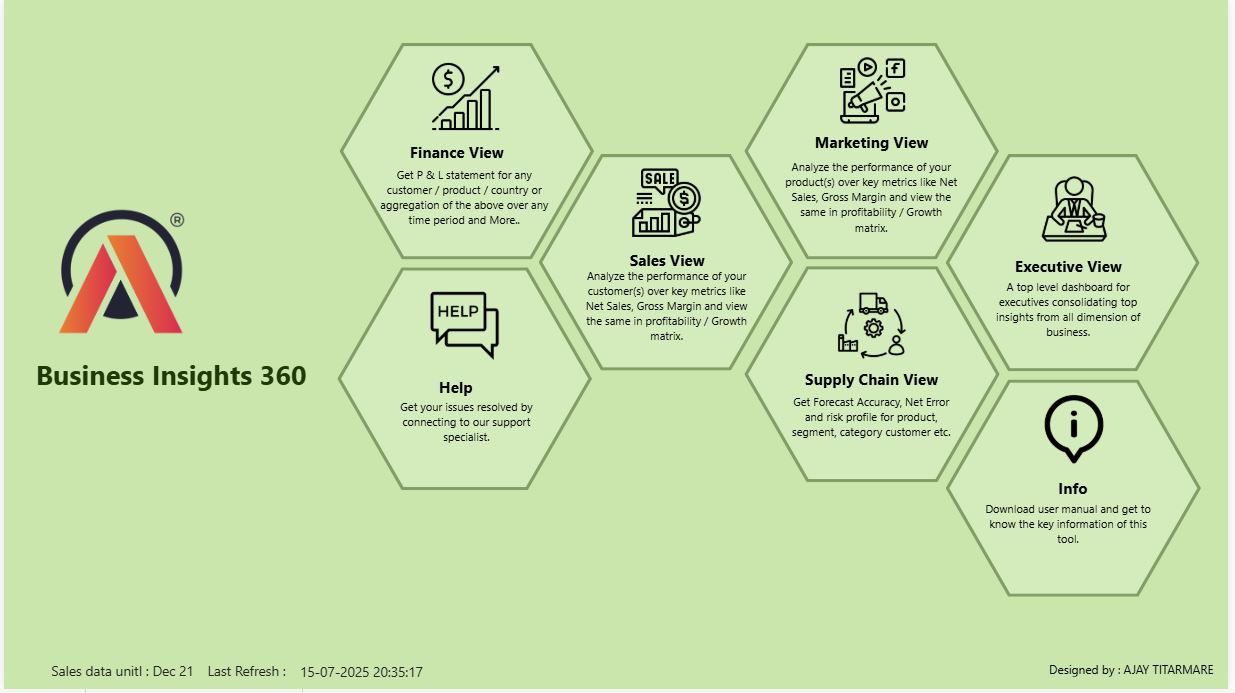 ®
Business Insights 360
Finance View
Get P & L statement for any
customer / product / country or
aggregation of the above over any
time period and More..
HELP
Help
Get your issues resolved by
connecting to our support
specialist.
SALE
Sales View
Analyze the performance of your
customer(s) over key metrics like
Net Sales, Gross Margin and view
the same in profitability / Growth
matrix.
Marketing View
Analyze the performance of your
product(s) over key metrics like Net
Sales, Gross Margin and view the
same in profitability / Growth
matrix.
Supply Chain View
Get Forecast Accuracy, Net Error
and risk profile for product,
segment, category customer etc.
Executive View
A top level dashboard for
executives consolidating top
insights from all dimension of
business.
Info
Download user manual and get to
know the key information of this
tool.
Sales data unitl : Dec 21 Last Refresh : 15-07-2025 20:35:17
Designed by : AJAY TITARMARE